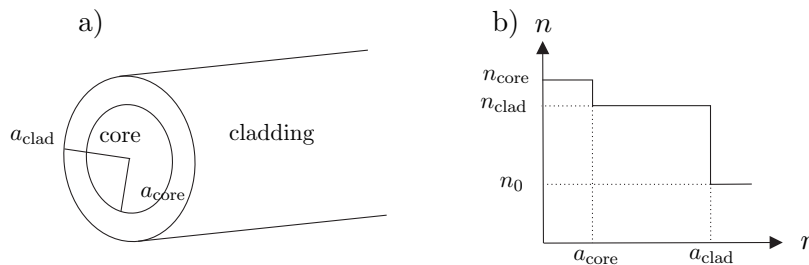 a)
core
a_clad
cladding
a_core
b)
n
n_core
n_clad
n_0
a_core
a_clad
r